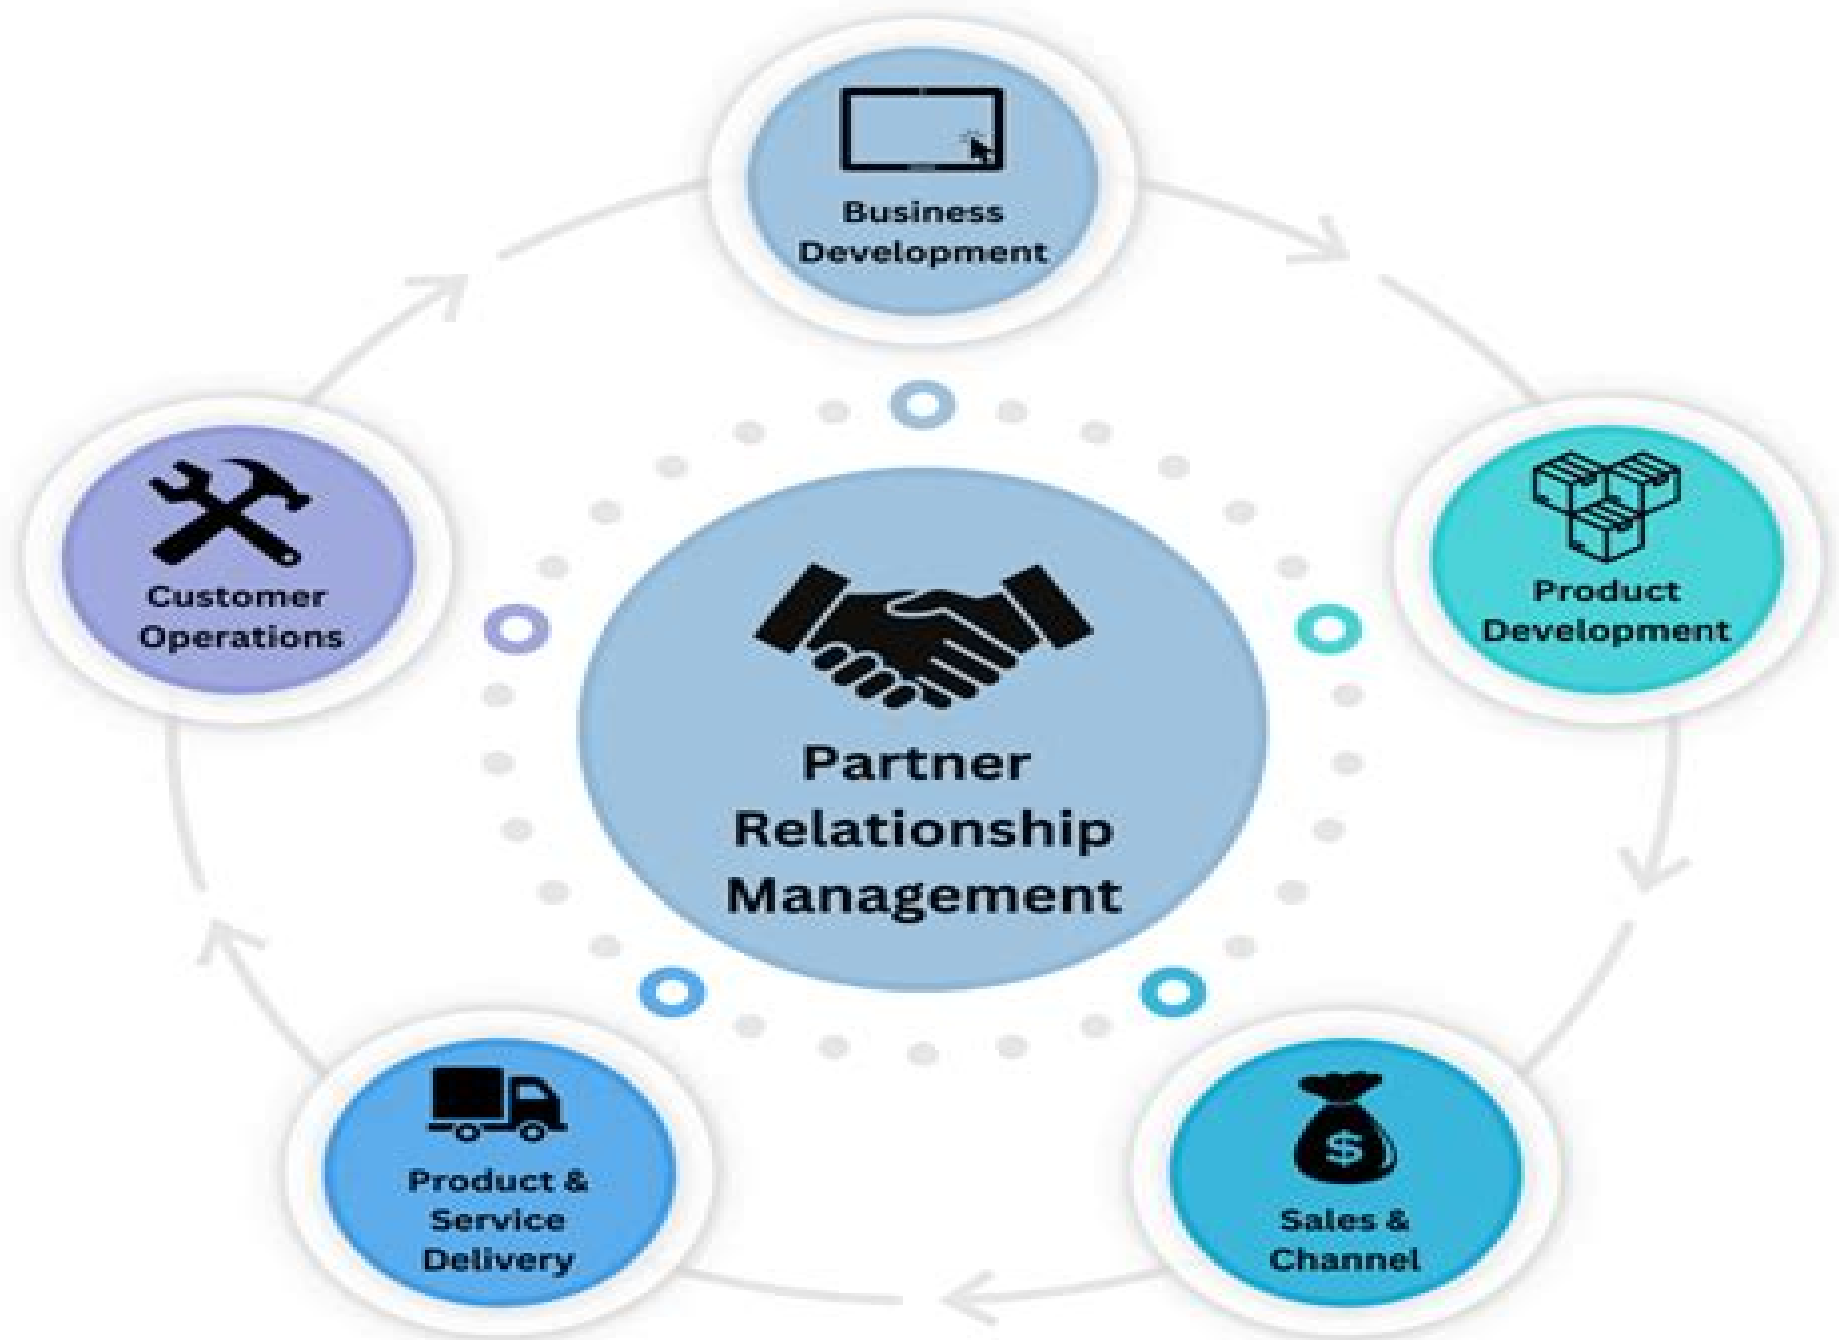 Business
Development
Product
Development
Sales &
Channel
Product &
Service
Delivery
Customer
Operations
Partner
Relationship
Management
$